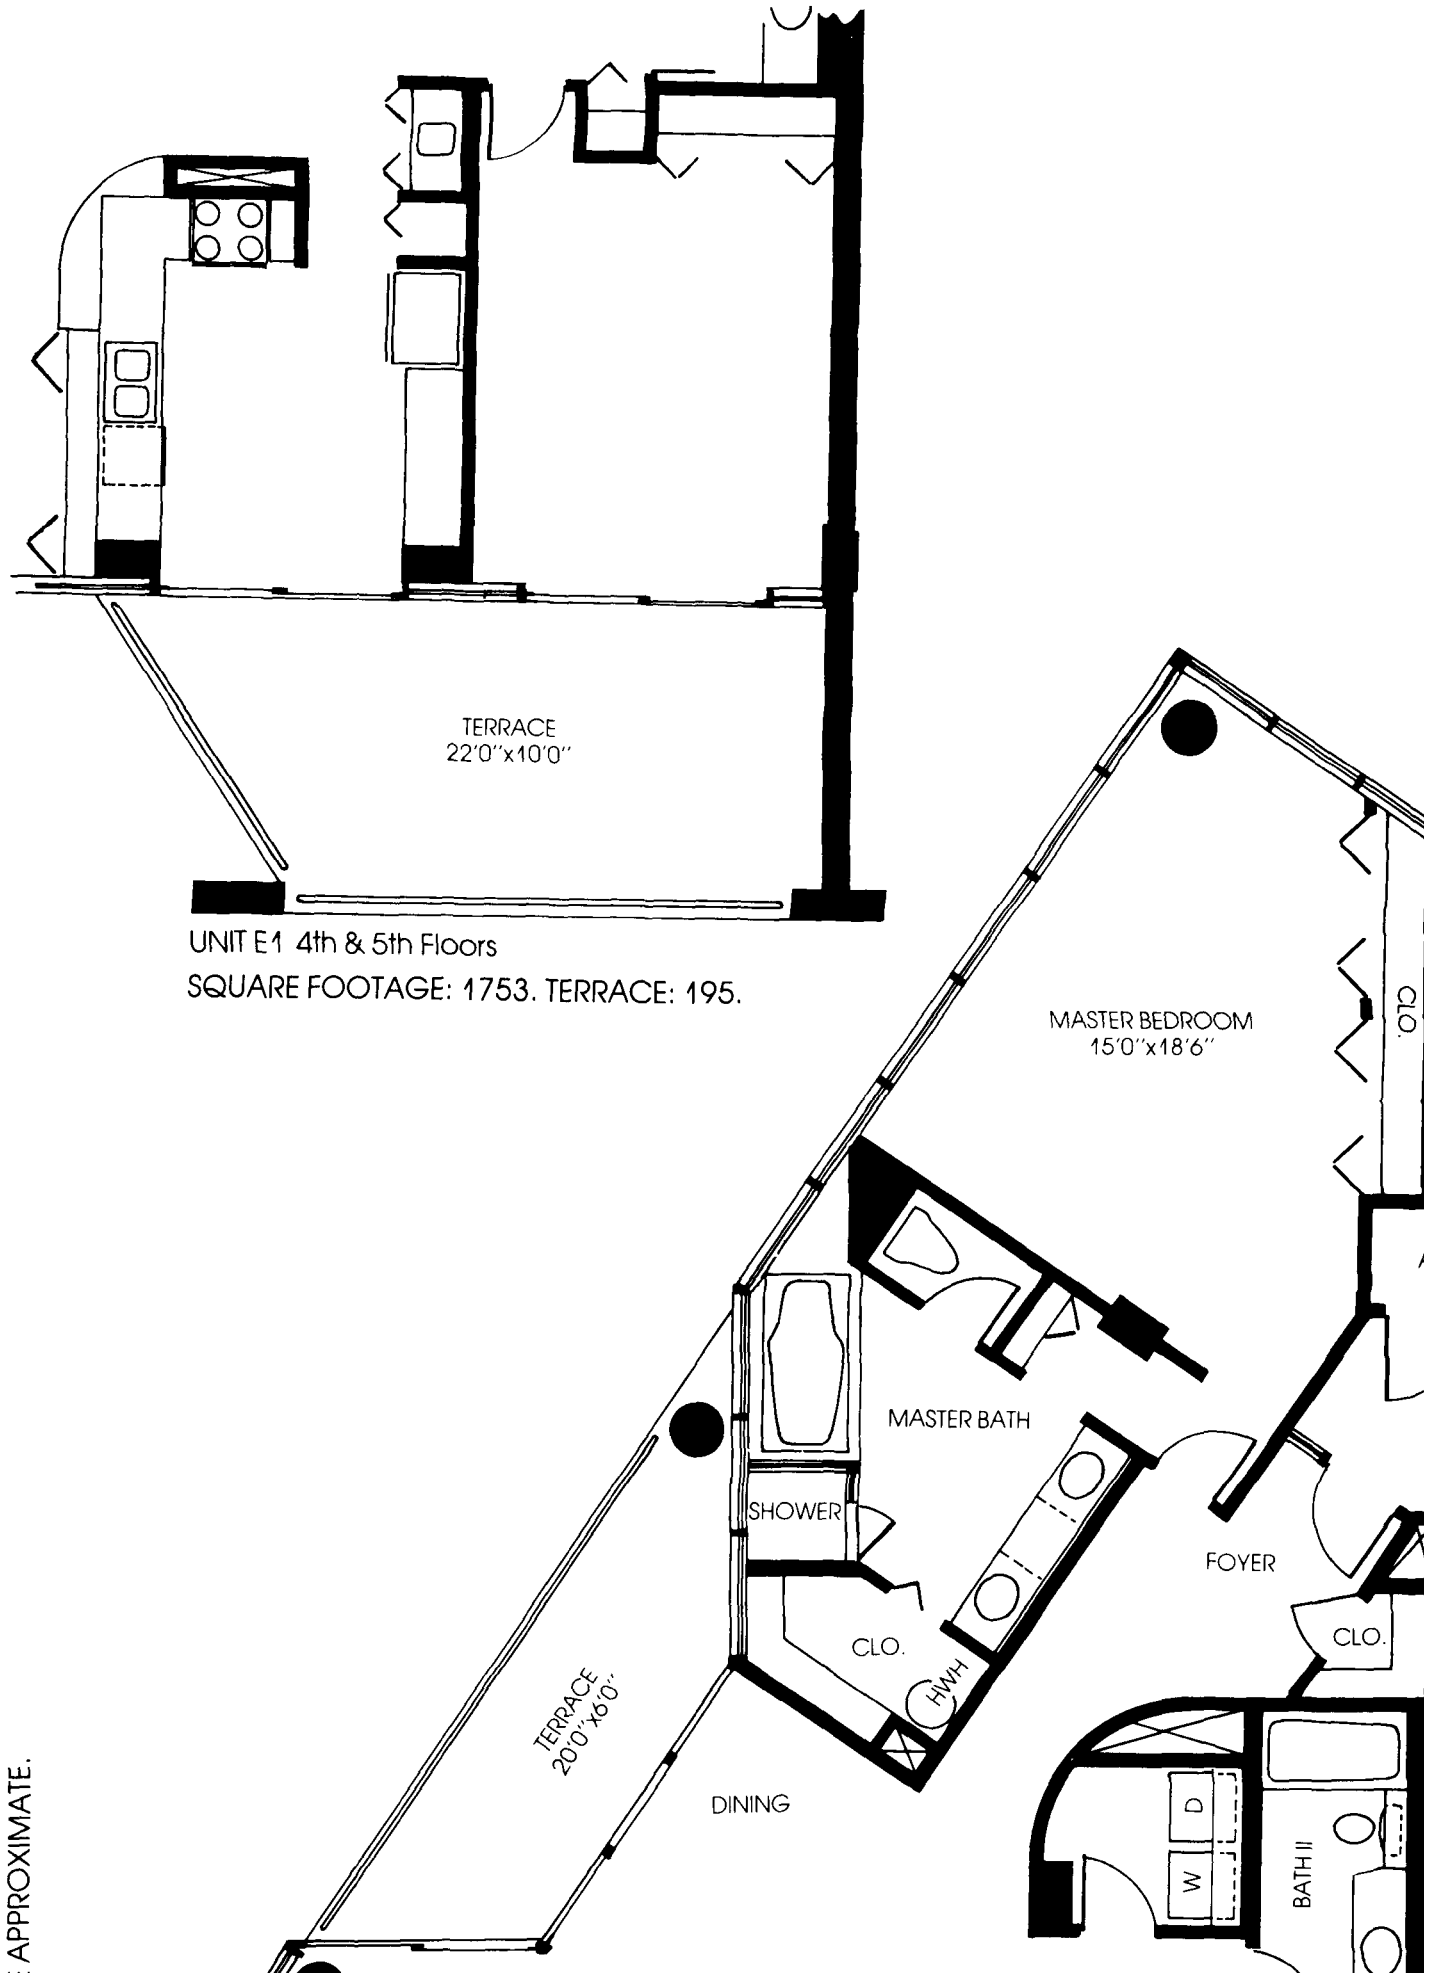 TERRACE
22'0"x10'0"
UNIT E1 4th & 5th Floors
SQUARE FOOTAGE: 1753. TERRACE: 195.
MASTER BEDROOM
15'0"x18'6"
CLO.
MASTER BATH
SHOWER
FOYER
CLO.
CLO.
HWH
TERRACE
20'0"x6'0"
DINING
D
W
BATH II
APPROXIMATE.